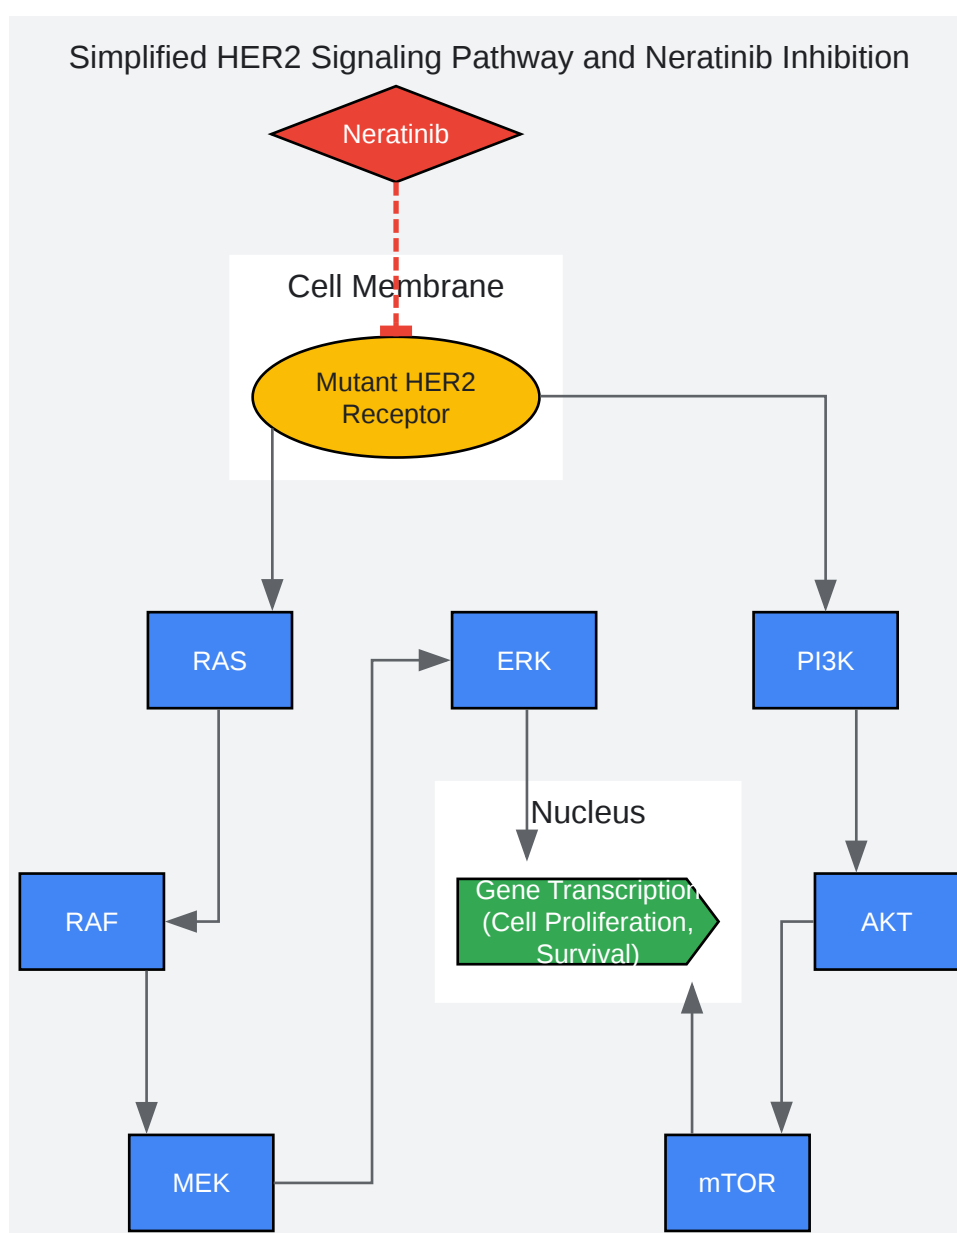 Simplified HER2 Signaling Pathway and Neratinib Inhibition
Neratinib
Cell Membrane
Mutant HER2
Receptor
RAS
ERK
PI3K
Nucleus
Gene Transcription
(Cell Proliferation,
Survival)
RAF
AKT
MEK
mTOR